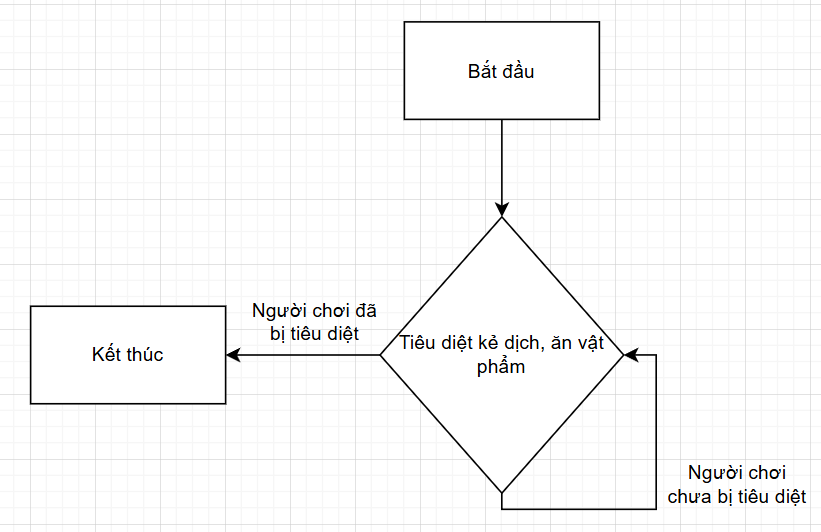 Bắt đầu
Người chơi đã
bị tiêu diệt
Tiêu diệt kẻ dịch, ăn vật
phẩm
Kết thúc
Người chơi
chưa bị tiêu diệt